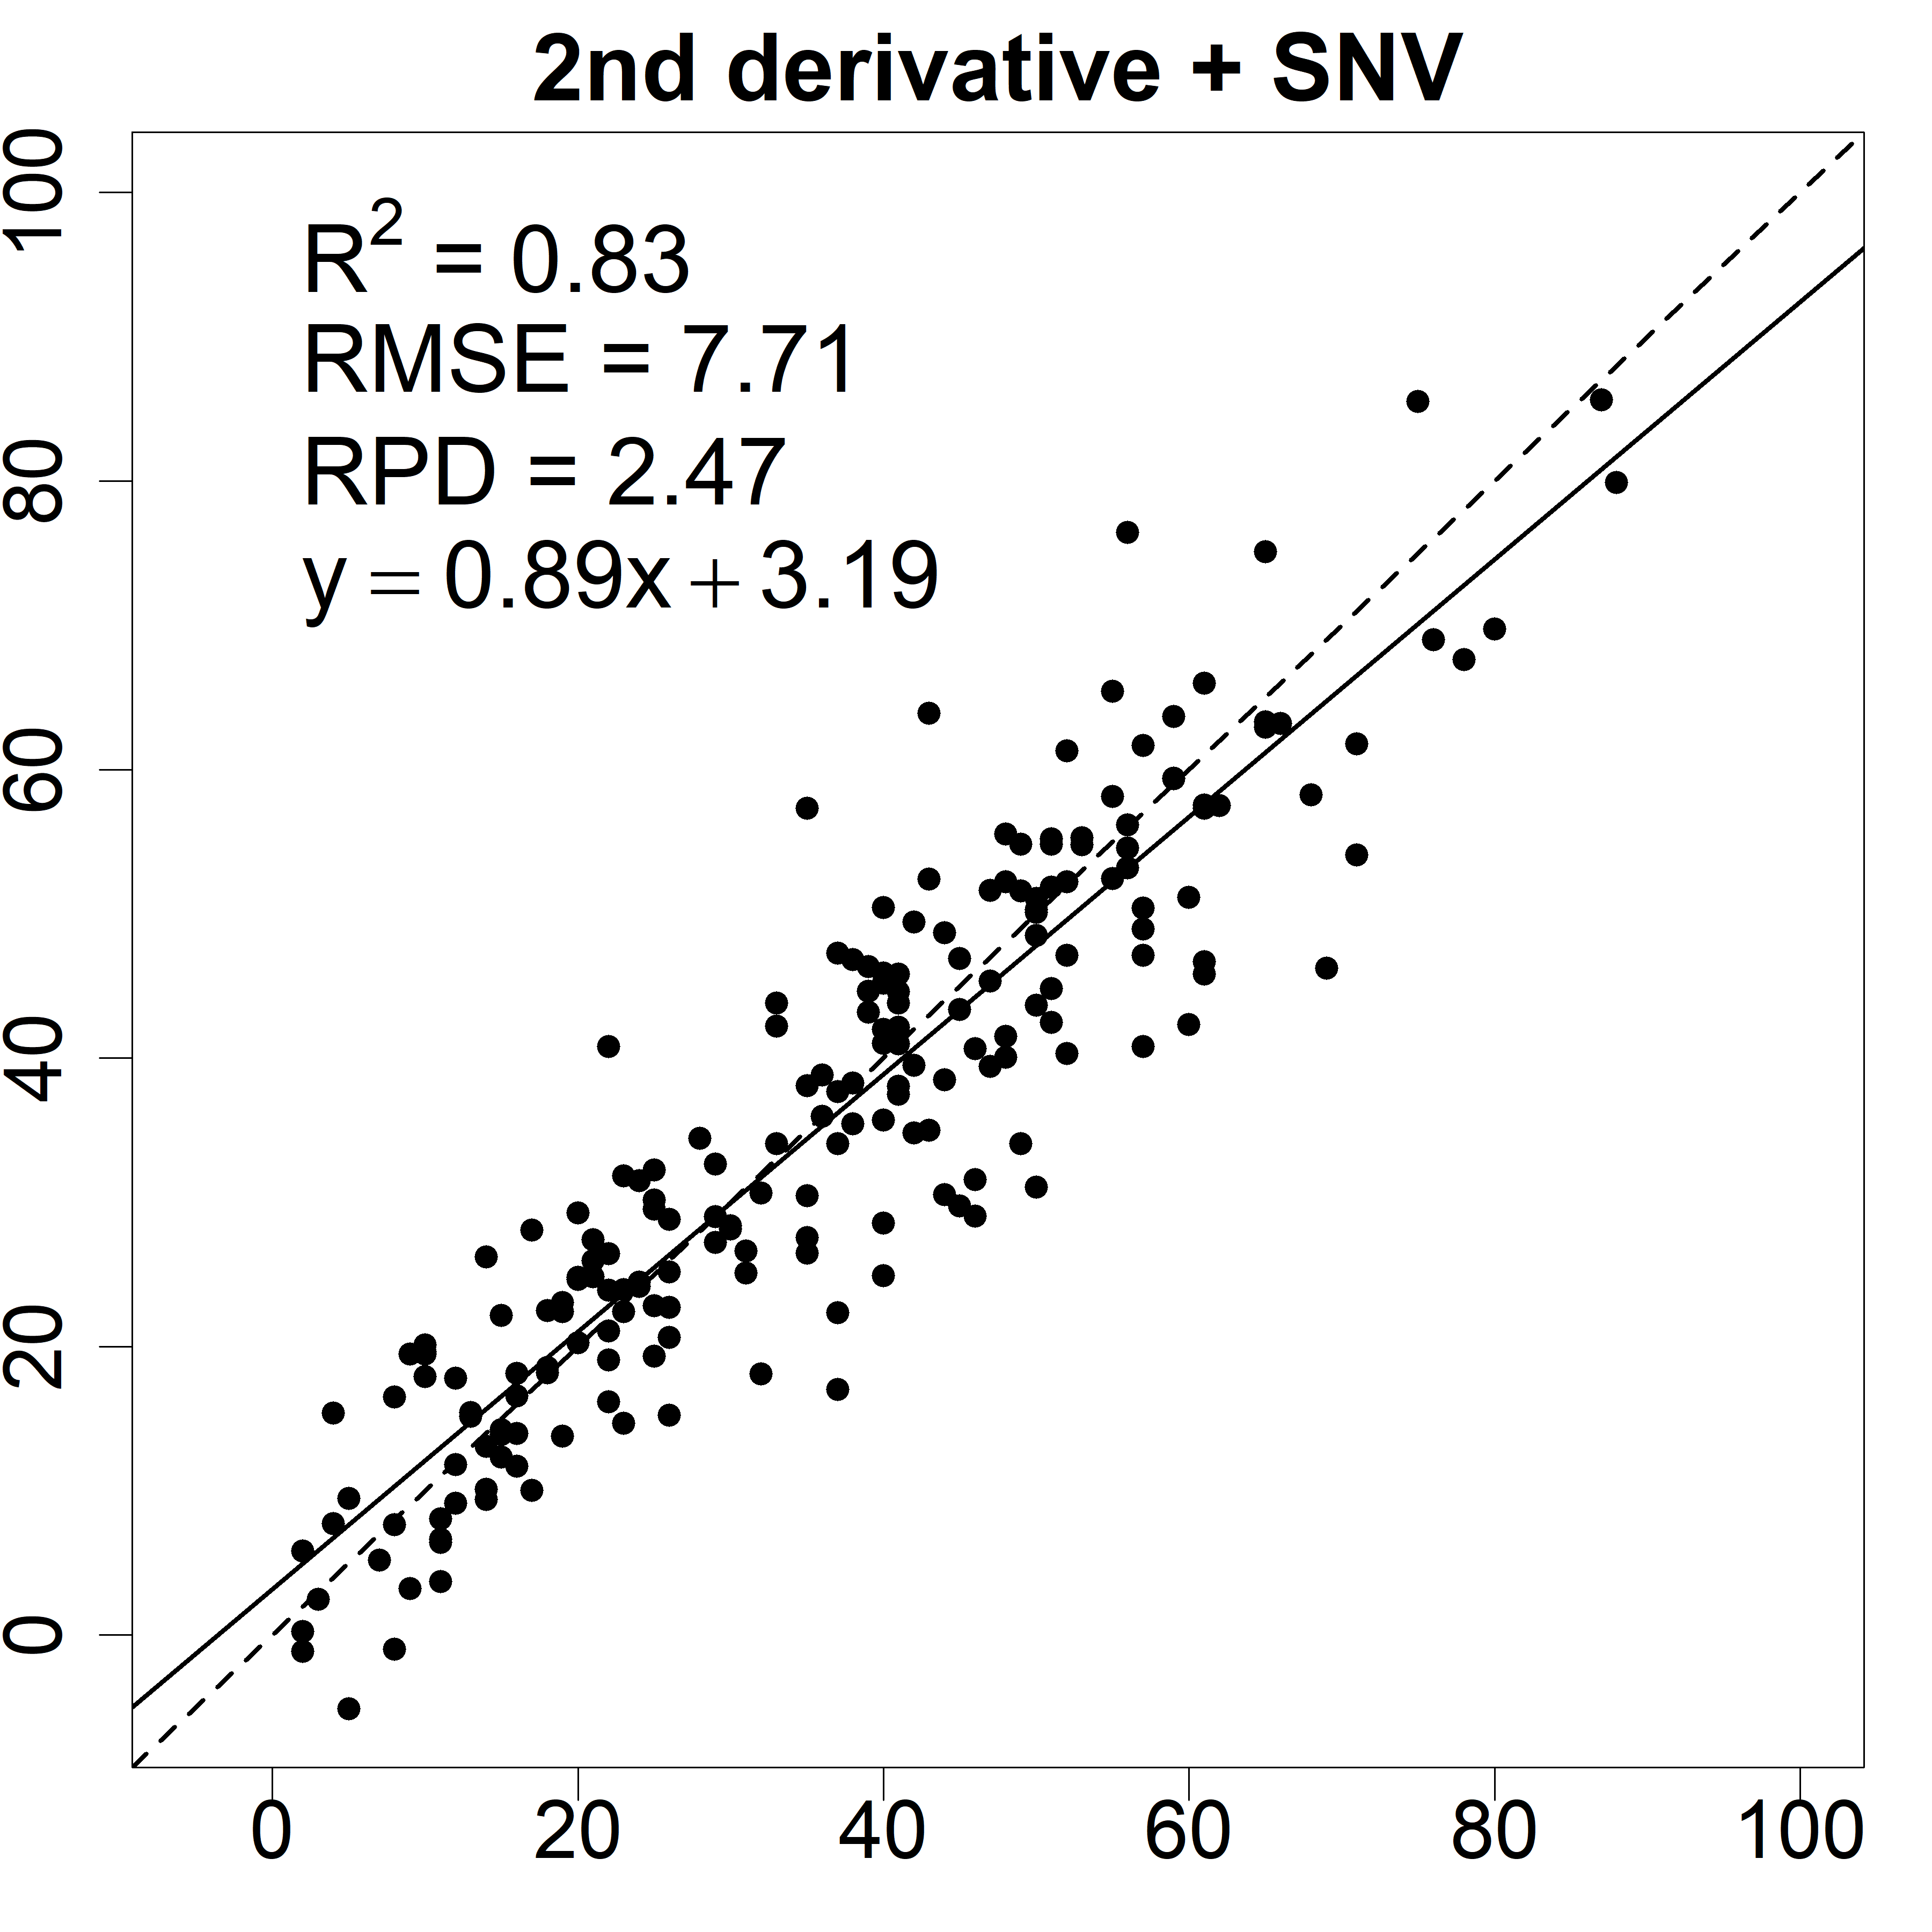 2nd derivative + SNV
R² = 0.83
RMSE = 7.71
RPD = 2.47
y = 0.89x + 3.19
100
80
60
40
20
0
0 20 40 60 80 100